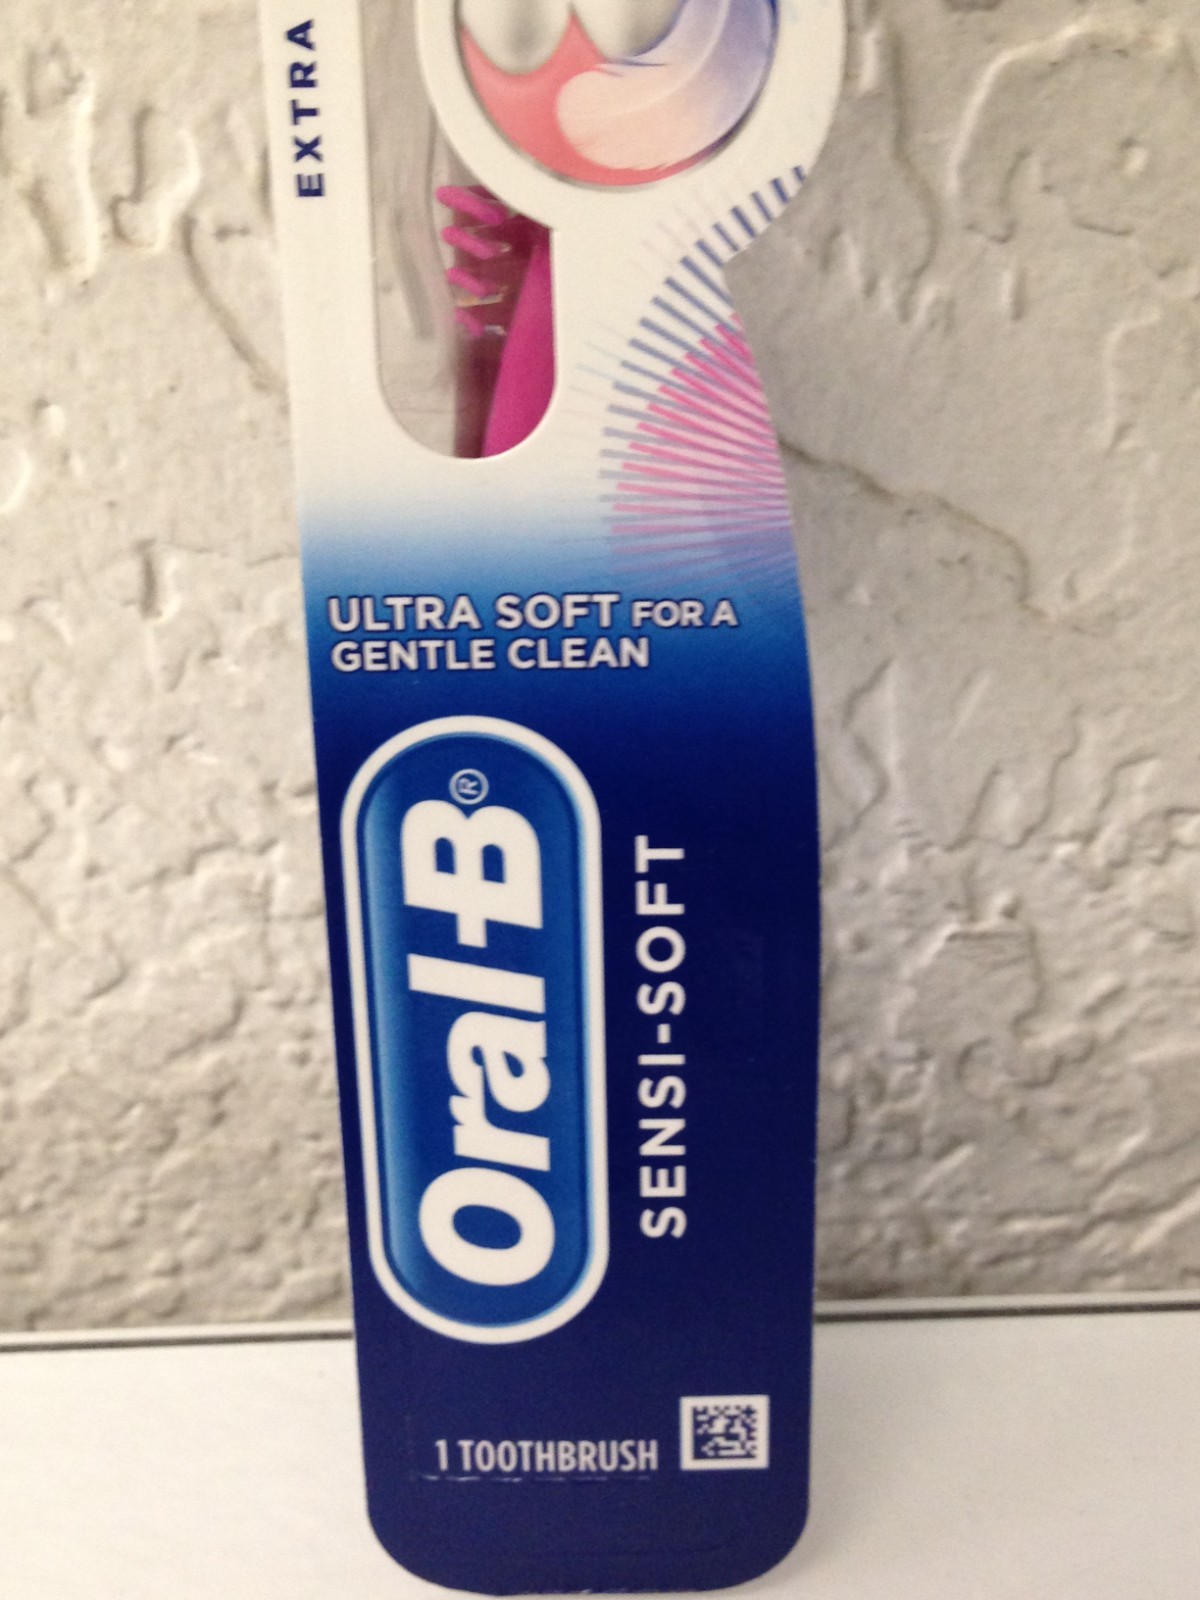 EXTRA
ULTRA SOFT FOR A
GENTLE CLEAN
Oral-B®
SENSI-SOFT
1 TOOTHBRUSH